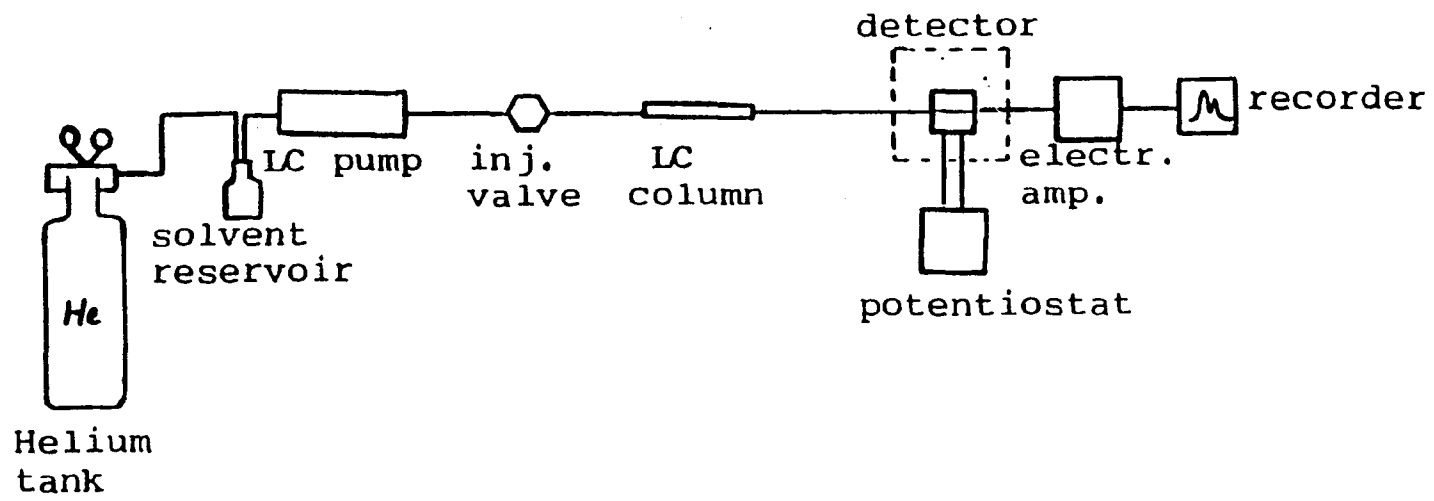 detector
recorder
LC pump
inj.
valve
LC
column
electr.
amp.
solvent
reservoir
potentiostat
He
Helium
tank